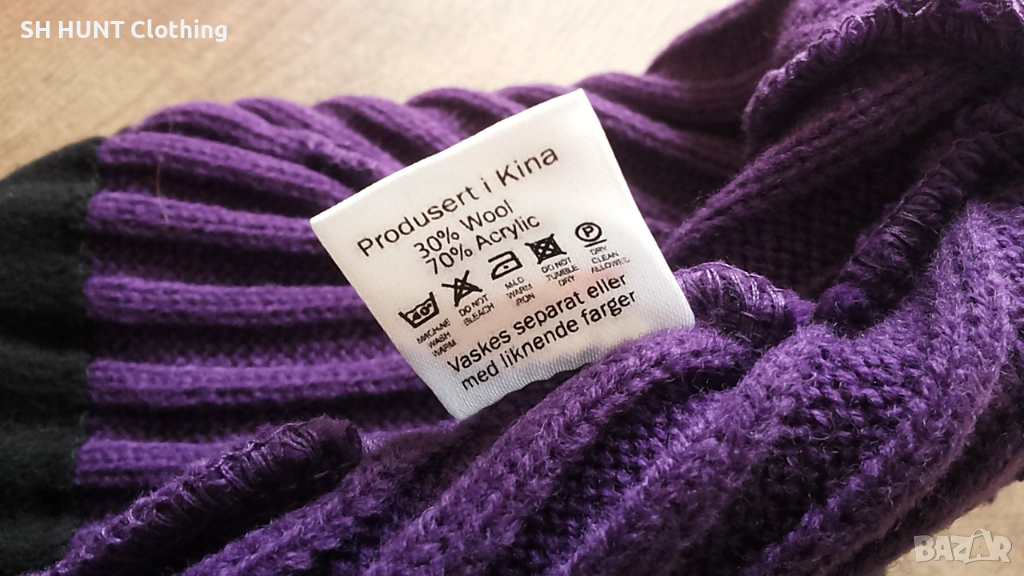 SH HUNT Clothing
Produsert i Kina
30% Wool
70% Acrylic
40°
P
MACHINE WASH WARM
DO NOT BLEACH
MILD WARM IRON
DO NOT TUMBLE DRY
DRY CLEAN ALLOWED
Vaskes separat eller
med liknende farger
BAZAR